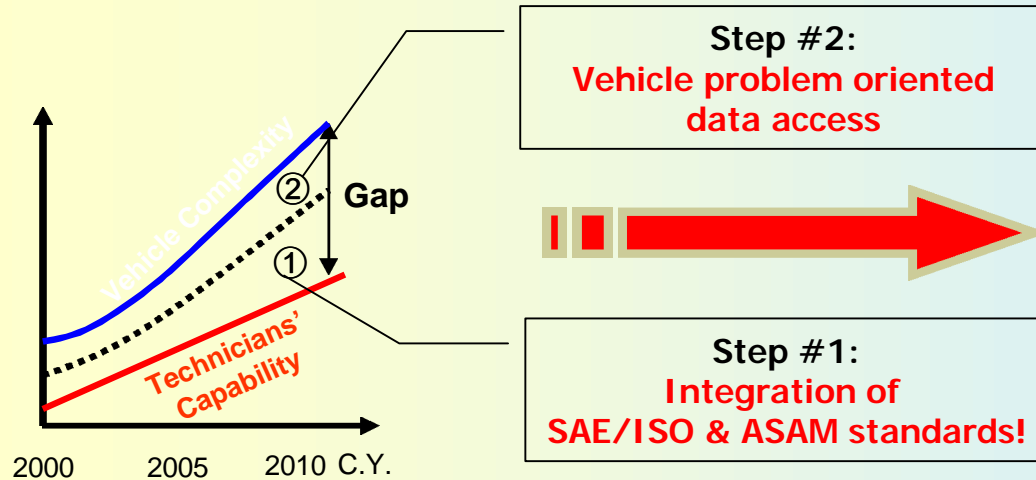 Step #2:
Vehicle problem oriented
data access
Vehicle Complexity
②
Gap
①
Technicians'
Capability
2000 2005 2010 C.Y.
Step #1:
Integration of
SAE/ISO & ASAM standards!